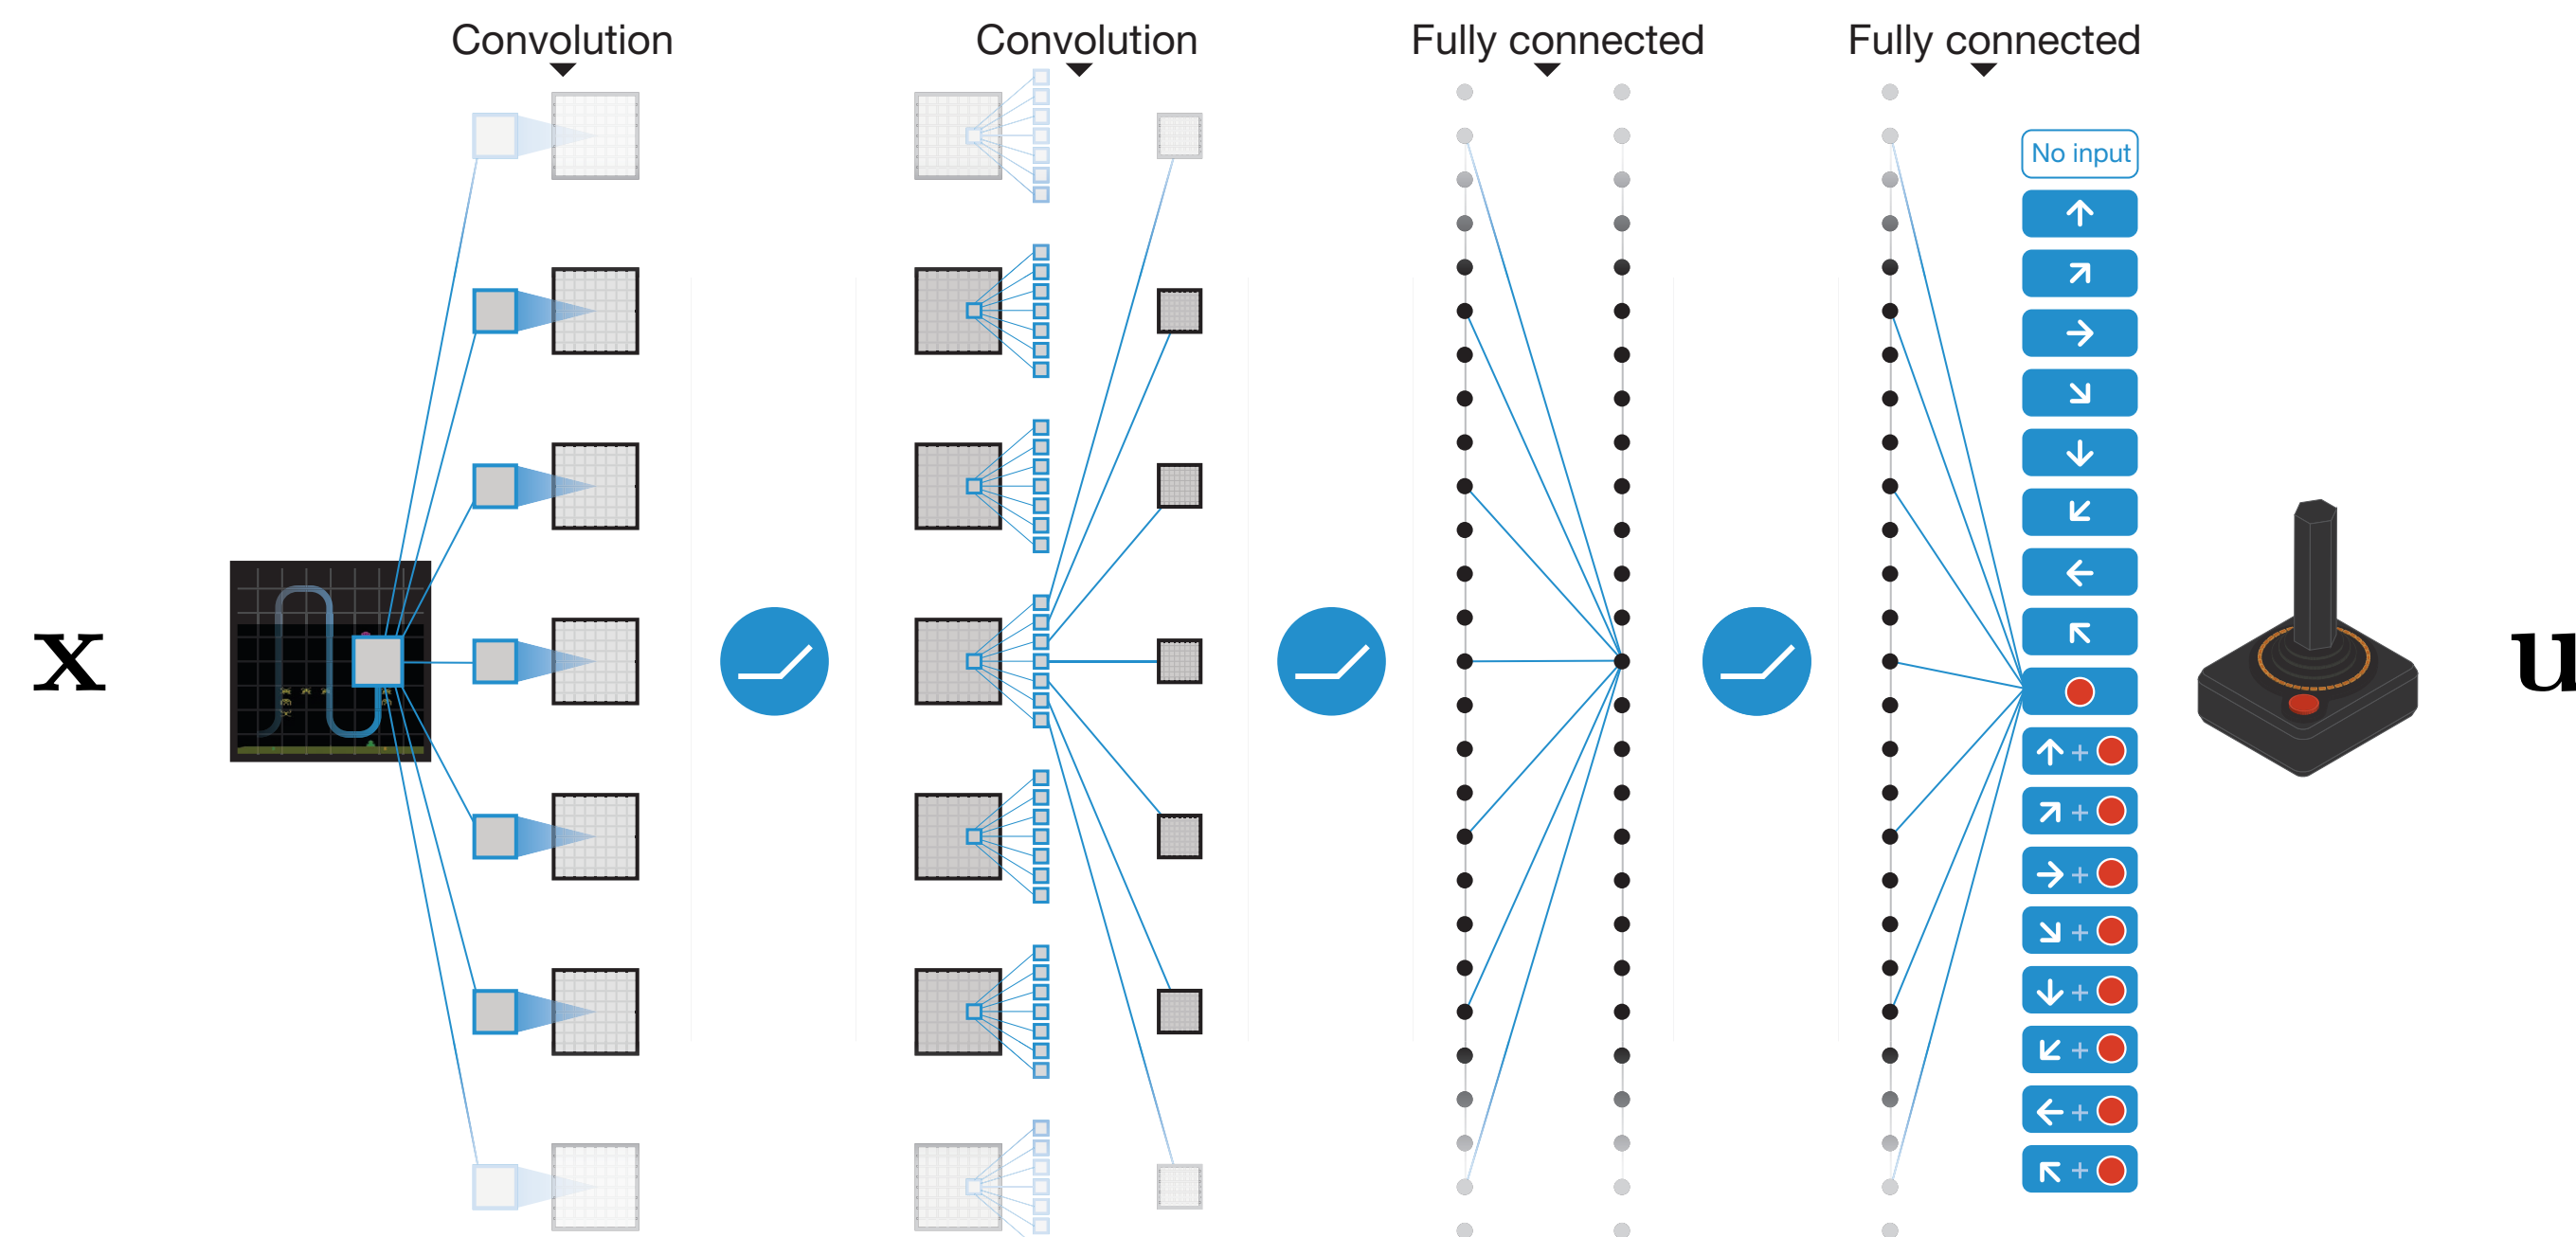 Convolution
Convolution
Fully connected
Fully connected
No input
↑
↗
→
↘
↓
↙
←
↖
↑ +
↗ +
→ +
↘ +
↓ +
↙ +
← +
↖ +
x
u